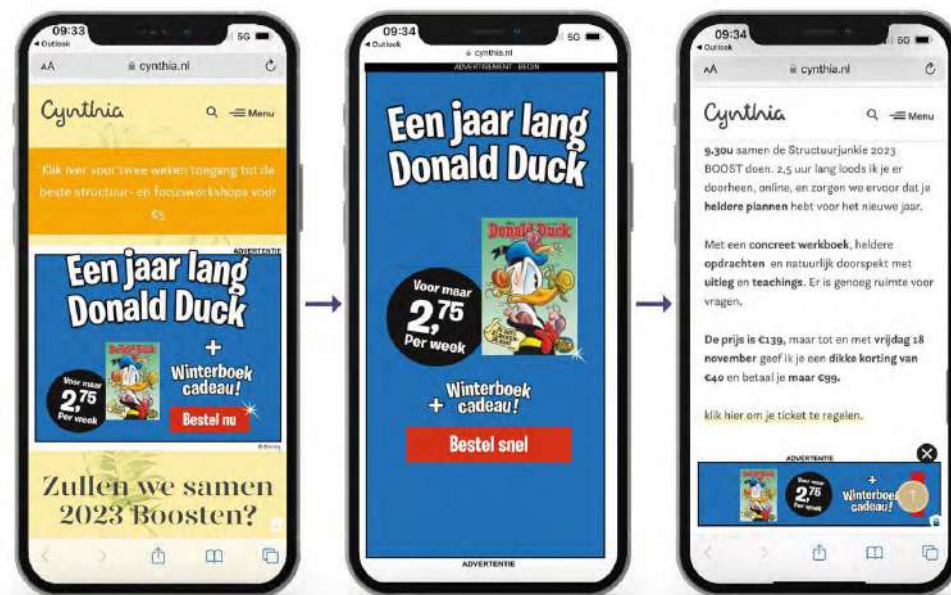 09:33
5G
Outlook
AA
cynthia.nl
Cynthia
Menu
Klik hier voor twee weken toegang tot de
beste structuur- en focusworkshops voor
€5
ADVERTENTIE
Een jaar lang
Donald Duck
Donald Duck
Voor maar
2,75
Per week
+
Winterboek
cadeau!
Bestel nu
© Disney
Zullen we samen
2023 Boosten?
09:34
5G
Outlook
cynthia.nl
ADVERTISEMENT - BEGIN
Een jaar lang
Donald Duck
Donald Duck
Voor maar
2,75
Per week
+ Winterboek
cadeau!
Bestel snel
ADVERTENTIE
09:34
5G
Outlook
AA
cynthia.nl
Cynthia
Menu
9.30u samen de Structuurjunkie 2023
BOOST doen. 2,5 uur lang loods ik je er
doorheen, online, en zorgen we ervoor dat je
heldere plannen hebt voor het nieuwe jaar.
Met een concreet werkboek, heldere
opdrachten en natuurlijk doorspekt met
uitleg en teachings. Er is genoeg ruimte voor
vragen.
De prijs is €139, maar tot en met vrijdag 18
november geef ik je een dikke korting van
€40 en betaal je maar €99.
klik hier om je ticket te regelen.
ADVERTENTIE
Voor maar
2,75
Per week
+
Winterboek
cadeau!